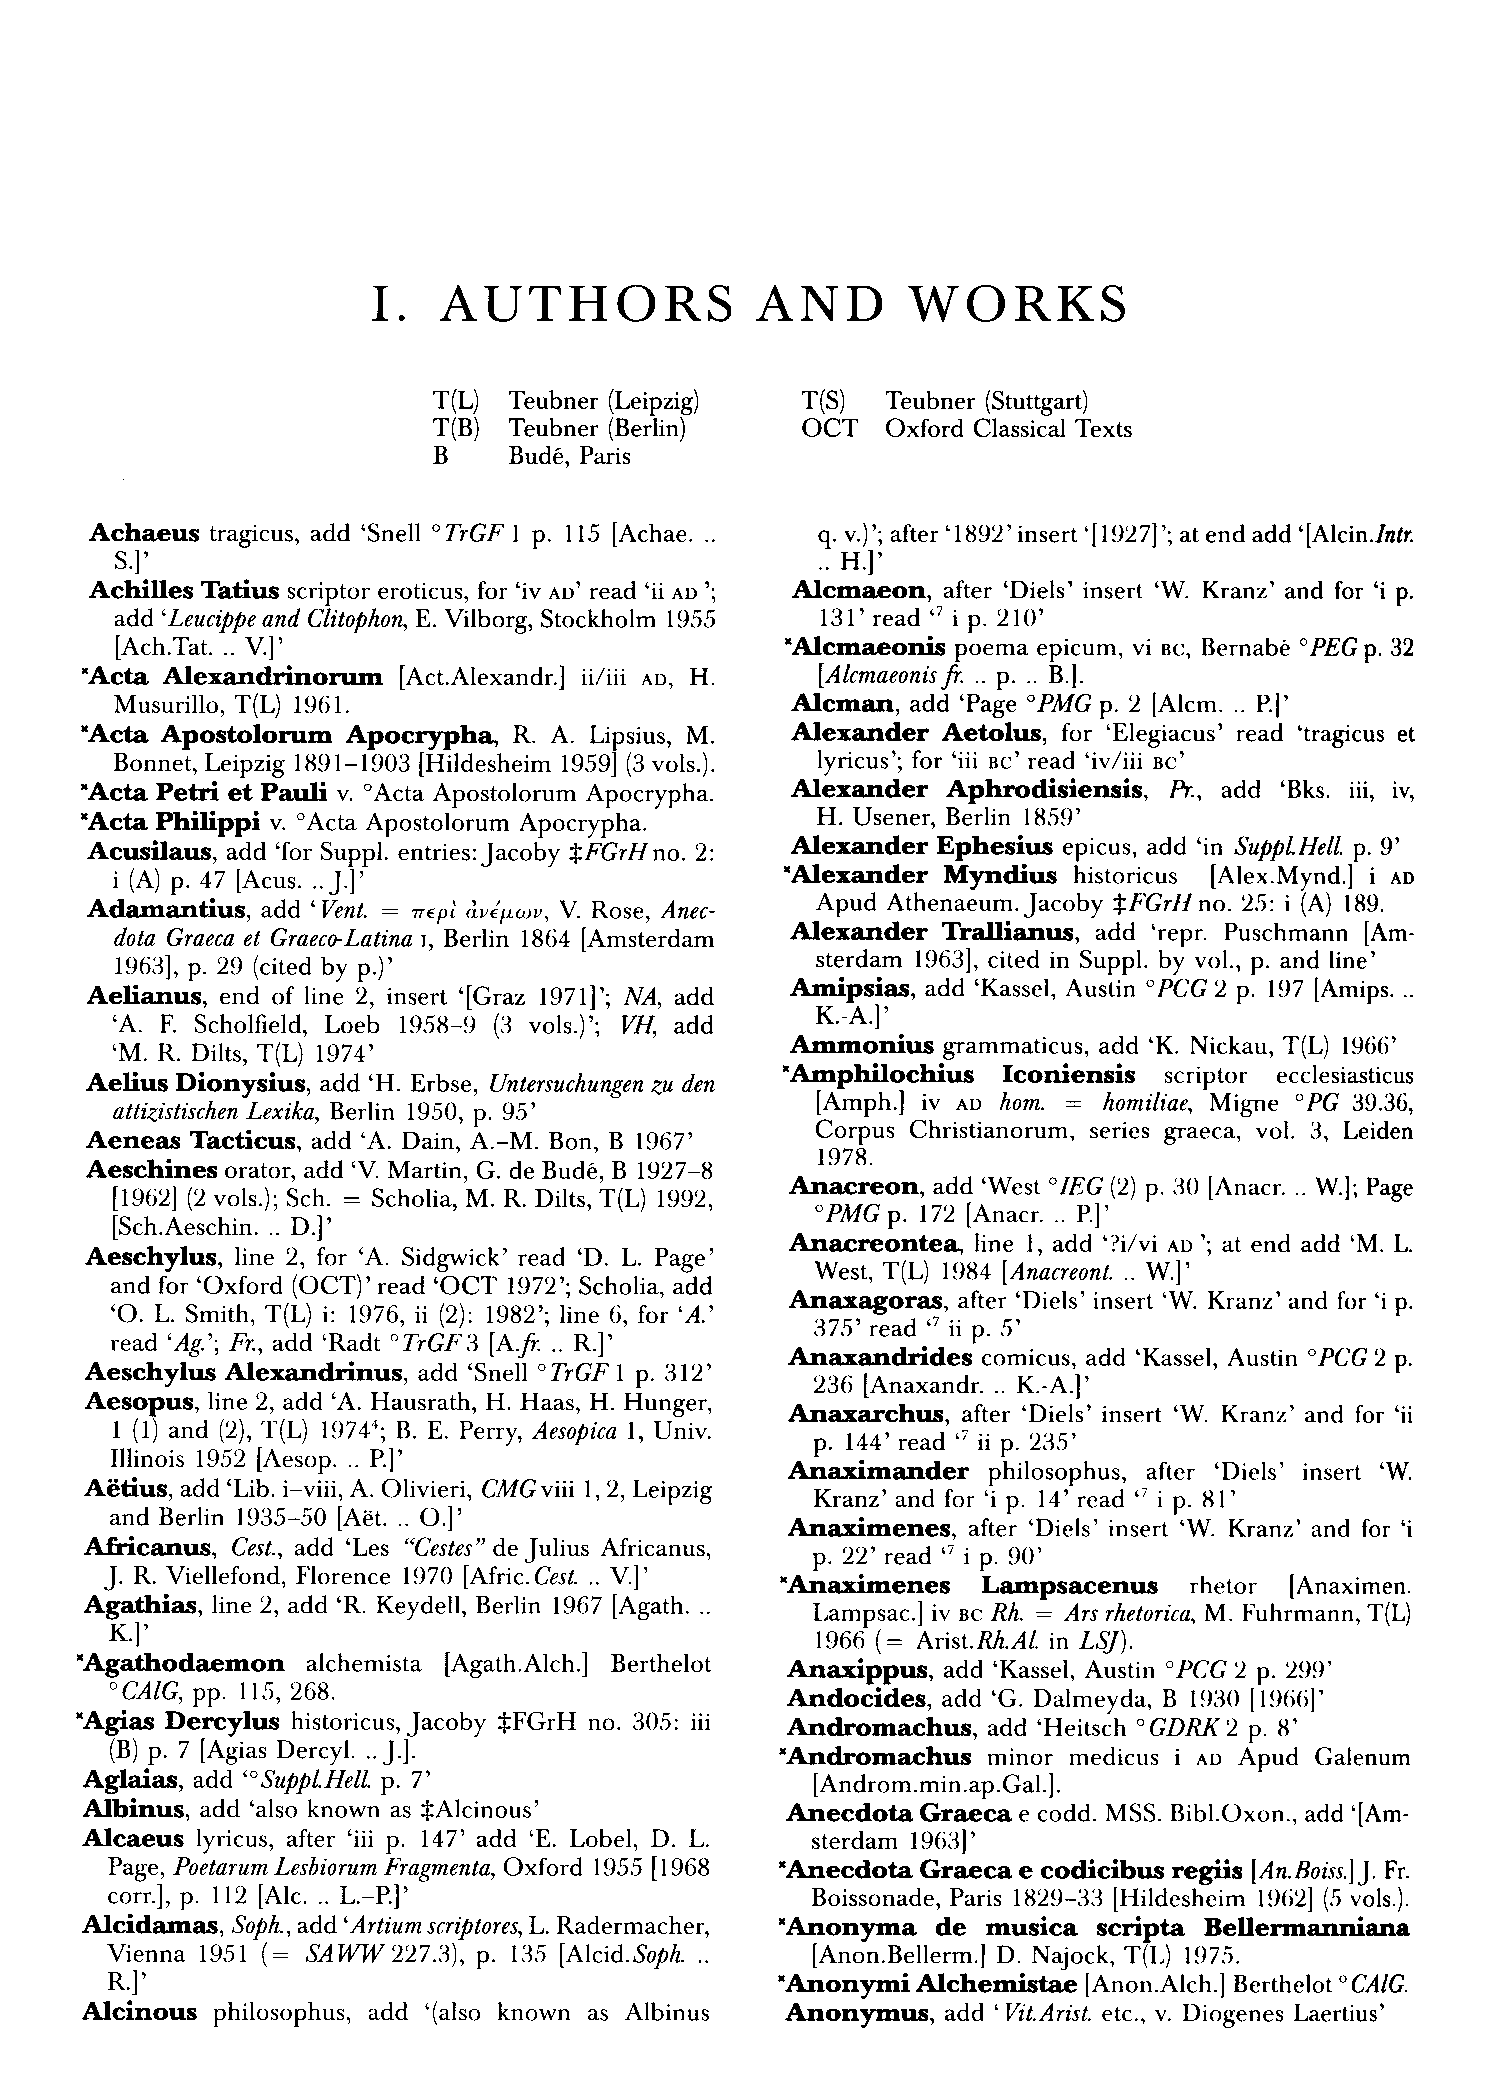 I. AUTHORS AND WORKS
T(L) Teubner (Leipzig)
T(B) Teubner (Berlin)
B Budé, Paris
T(S) Teubner (Stuttgart)
OCT Oxford Classical Texts
Achaeus tragicus, add ‘Snell °TrGF 1 p. 115 [Achae. ..
S.]’
Achilles Tatius scriptor eroticus, for ‘iv AD’ read ‘ii AD ’;
add ‘Leucippe and Clitophon, E. Vilborg, Stockholm 1955
[Ach.Tat. .. V.]’
*Acta Alexandrinorum [Act.Alexandr.] ii/iii AD, H.
Musurillo, T(L) 1961.
*Acta Apostolorum Apocrypha, R. A. Lipsius, M.
Bonnet, Leipzig 1891–1903 [Hildesheim 1959] (3 vols.).
*Acta Petri et Pauli v. °Acta Apostolorum Apocrypha.
*Acta Philippi v. °Acta Apostolorum Apocrypha.
Acusilaus, add ‘for Suppl. entries: Jacoby ‡FGrH no. 2:
i (A) p. 47 [Acus. .. J.]’
Adamantius, add ‘Vent. = περὶ ἀνέμων, V. Rose, Anec-
dota Graeca et Graeco-Latina I, Berlin 1864 [Amsterdam
1963], p. 29 (cited by p.)’
Aelianus, end of line 2, insert ‘[Graz 1971]’; NA, add
‘A. F. Scholfield, Loeb 1958–9 (3 vols.)’; VH, add
‘M. R. Dilts, T(L) 1974’
Aelius Dionysius, add ‘H. Erbse, Untersuchungen zu den
attizistischen Lexika, Berlin 1950, p. 95’
Aeneas Tacticus, add ‘A. Dain, A.-M. Bon, B 1967’
Aeschines orator, add ‘V. Martin, G. de Budé, B 1927–8
[1962] (2 vols.); Sch. = Scholia, M. R. Dilts, T(L) 1992,
[Sch.Aeschin. .. D.]’
Aeschylus, line 2, for ‘A. Sidgwick’ read ‘D. L. Page’
and for ‘Oxford (OCT)’ read ‘OCT 1972’; Scholia, add
‘O. L. Smith, T(L) i: 1976, ii (2): 1982’; line 6, for ‘A.’
read ‘Ag.’; Fr., add ‘Radt °TrGF 3 [A.fr. .. R.]’
Aeschylus Alexandrinus, add ‘Snell °TrGF 1 p. 312’
Aesopus, line 2, add ‘A. Hausrath, H. Haas, H. Hunger,
1 (1) and (2), T(L) 1974⁴; B. E. Perry, Aesopica 1, Univ.
Illinois 1952 [Aesop. .. P.]’
Aëtius, add ‘Lib. i–viii, A. Olivieri, CMG viii 1, 2, Leipzig
and Berlin 1935–50 [Aët. .. O.]’
Africanus, Cest., add ‘Les “Cestes” de Julius Africanus,
J. R. Viellefond, Florence 1970 [Afric.Cest. .. V.]’
Agathias, line 2, add ‘R. Keydell, Berlin 1967 [Agath. ..
K.]’
*Agathodaemon alchemista [Agath.Alch.] Berthelot
°CAlG, pp. 115, 268.
*Agias Dercylus historicus, Jacoby ‡FGrH no. 305: iii
(B) p. 7 [Agias Dercyl. .. J.].
Aglaias, add ‘°Suppl.Hell. p. 7’
Albinus, add ‘also known as ‡Alcinous’
Alcaeus lyricus, after ‘iii p. 147’ add ‘E. Lobel, D. L.
Page, Poetarum Lesbiorum Fragmenta, Oxford 1955 [1968
corr.], p. 112 [Alc. .. L.–P.]’
Alcidamas, Soph., add ‘Artium scriptores, L. Radermacher,
Vienna 1951 (= SAWW 227.3), p. 135 [Alcid.Soph. ..
R.]’
Alcinous philosophus, add ‘(also known as Albinus
q. v.)’; after ‘1892’ insert ‘[1927]’; at end add ‘[Alcin.Intr.
.. H.]’
Alcmaeon, after ‘Diels’ insert ‘W. Kranz’ and for ‘i p.
131’ read ‘⁷ i p. 210’
*Alcmaeonis poema epicum, vi BC, Bernabé °PEG p. 32
[Alcmaeonis fr. .. p. .. B.].
Alcman, add ‘Page °PMG p. 2 [Alcm. .. P.]’
Alexander Aetolus, for ‘Elegiacus’ read ‘tragicus et
lyricus’; for ‘iii BC’ read ‘iv/iii BC’
Alexander Aphrodisiensis, Pr., add ‘Bks. iii, iv,
H. Usener, Berlin 1859’
Alexander Ephesius epicus, add ‘in Suppl.Hell. p. 9’
*Alexander Myndius historicus [Alex.Mynd.] i AD
Apud Athenaeum. Jacoby ‡FGrH no. 25: i (A) 189.
Alexander Trallianus, add ‘repr. Puschmann [Am-
sterdam 1963], cited in Suppl. by vol., p. and line’
Amipsias, add ‘Kassel, Austin °PCG 2 p. 197 [Amips. ..
K.-A.]’
Ammonius grammaticus, add ‘K. Nickau, T(L) 1966’
*Amphilochius Iconiensis scriptor ecclesiasticus
[Amph.] iv AD hom. = homiliae, Migne °PG 39.36,
Corpus Christianorum, series graeca, vol. 3, Leiden
1978.
Anacreon, add ‘West °IEG (2) p. 30 [Anacr. .. W.]; Page
°PMG p. 172 [Anacr. .. P.]’
Anacreontea, line 1, add ‘?i/vi AD ’; at end add ‘M. L.
West, T(L) 1984 [Anacreont. .. W.]’
Anaxagoras, after ‘Diels’ insert ‘W. Kranz’ and for ‘i p.
375’ read ‘⁷ ii p. 5’
Anaxandrides comicus, add ‘Kassel, Austin °PCG 2 p.
236 [Anaxandr. .. K.-A.]’
Anaxarchus, after ‘Diels’ insert ‘W. Kranz’ and for ‘ii
p. 144’ read ‘⁷ ii p. 235’
Anaximander philosophus, after ‘Diels’ insert ‘W.
Kranz’ and for ‘i p. 14’ read ‘⁷ i p. 81’
Anaximenes, after ‘Diels’ insert ‘W. Kranz’ and for ‘i
p. 22’ read ‘⁷ i p. 90’
*Anaximenes Lampsacenus rhetor [Anaximen.
Lampsac.] iv BC Rh. = Ars rhetorica, M. Fuhrmann, T(L)
1966 (= Arist.Rh.Al. in LSJ).
Anaxippus, add ‘Kassel, Austin °PCG 2 p. 299’
Andocides, add ‘G. Dalmeyda, B 1930 [1966]’
Andromachus, add ‘Heitsch °GDRK 2 p. 8’
*Andromachus minor medicus i AD Apud Galenum
[Androm.min.ap.Gal.].
Anecdota Graeca e codd. MSS. Bibl.Oxon., add ‘[Am-
sterdam 1963]’
*Anecdota Graeca e codicibus regiis [An.Boiss.] J. Fr.
Boissonade, Paris 1829–33 [Hildesheim 1962] (5 vols.).
*Anonyma de musica scripta Bellermanniana
[Anon.Bellerm.] D. Najock, T(L) 1975.
*Anonymi Alchemistae [Anon.Alch.] Berthelot °CAlG.
Anonymus, add ‘Vit.Arist. etc., v. Diogenes Laertius’